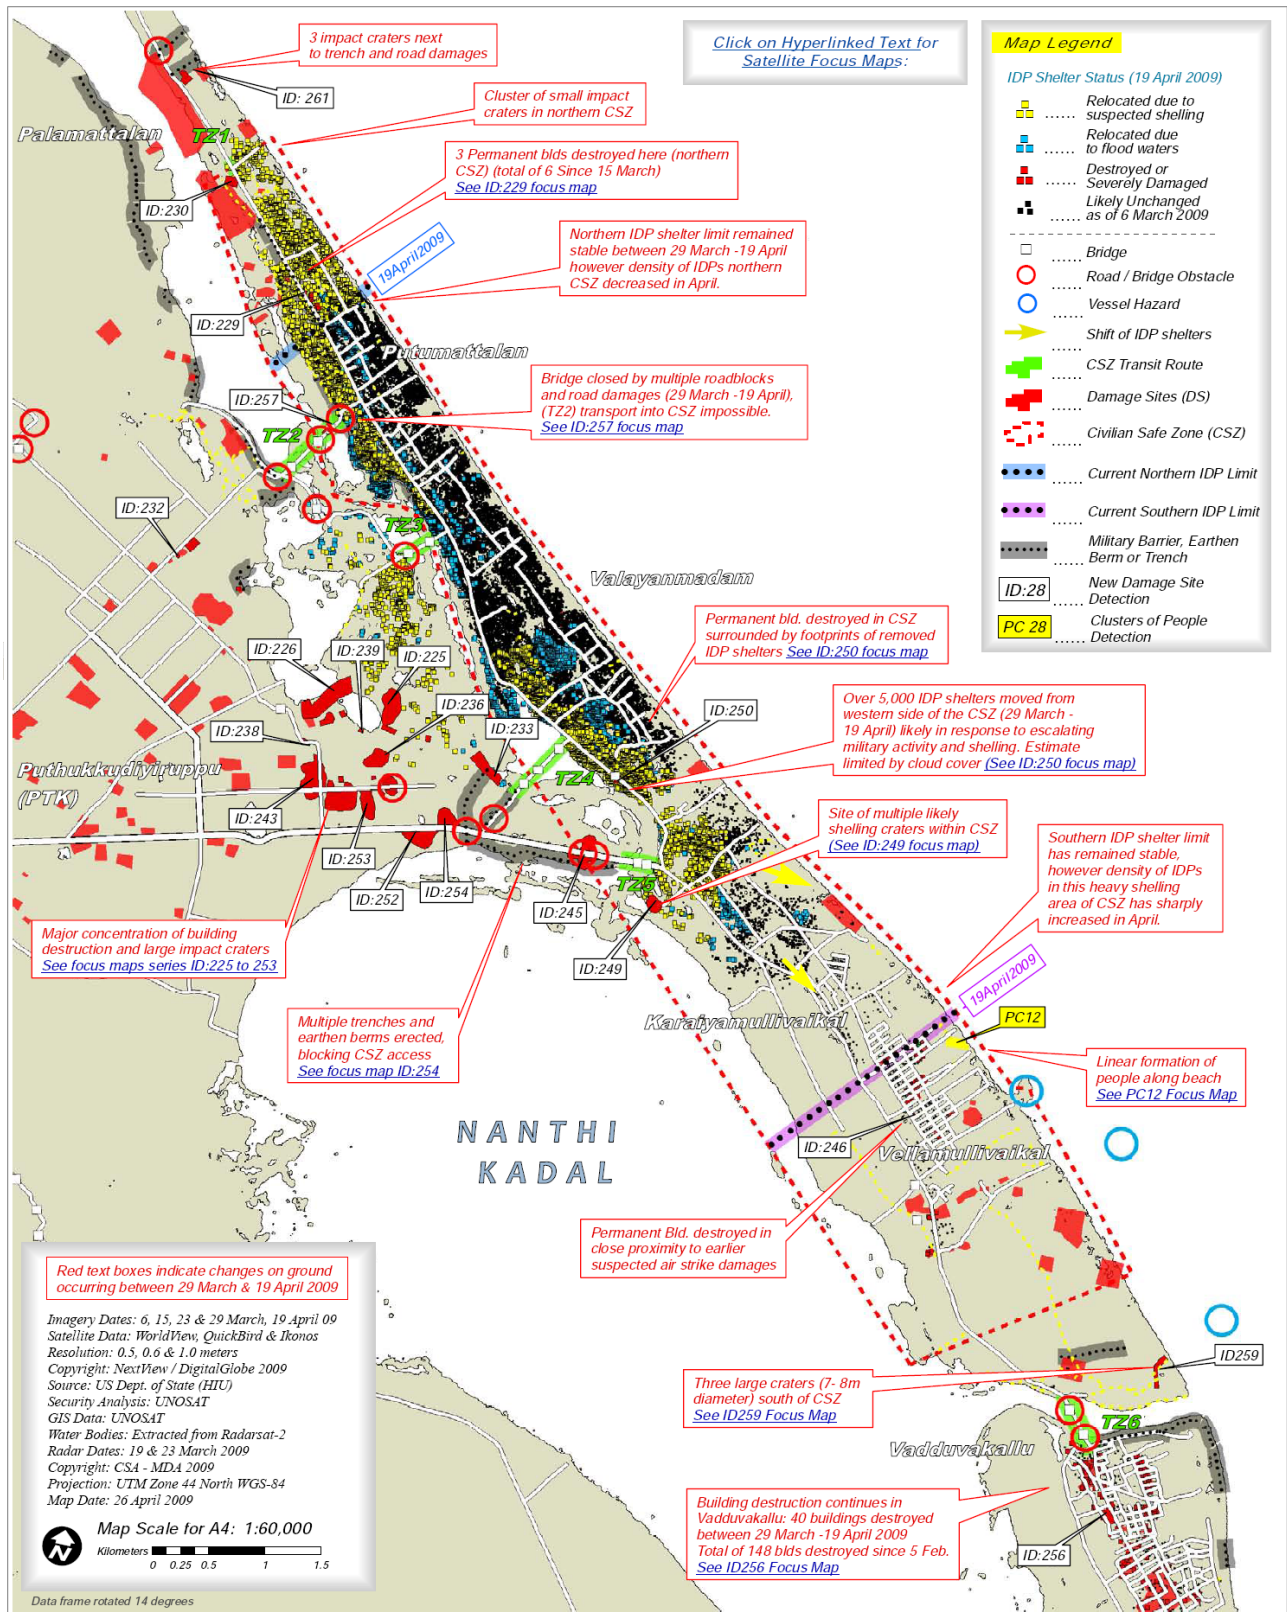 3 impact craters next
to trench and road damages
Click on Hyperlinked Text for
Satellite Focus Maps:
ID: 261
Palamattalan
TZ1
Cluster of small impact
craters in northern CSZ
3 Permanent blds destroyed here (northern
CSZ) (total of 6 Since 15 March)
See ID:229 focus map
ID:230
Northern IDP shelter limit remained
stable between 29 March -19 April
however density of IDPs northern
CSZ decreased in April.
19April2009
ID:229
Putumattalan
Bridge closed by multiple roadblocks
and road damages (29 March -19 April),
(TZ2) transport into CSZ impossible.
See ID:257 focus map
ID:257
TZ2
ID:232
TZ3
Valayanmadam
Permanent bld. destroyed in CSZ
surrounded by footprints of removed
IDP shelters See ID:250 focus map
ID:226
ID:239
ID:225
ID:236
ID:233
ID:238
ID:250
Over 5,000 IDP shelters moved from
western side of the CSZ (29 March -
19 April) likely in response to escalating
military activity and shelling. Estimate
limited by cloud cover (See ID:250 focus map)
Puthukkudiyiruppu
(PTK)
TZ4
ID:243
ID:253
ID:252
ID:254
ID:245
TZ5
ID:249
Site of multiple likely
shelling craters within CSZ
(See ID:249 focus map)
Southern IDP shelter limit
has remained stable,
however density of IDPs
in this heavy shelling
area of CSZ has sharply
increased in April.
Major concentration of building
destruction and large impact craters
See focus maps series ID:225 to 253
Multiple trenches and
earthen berms erected,
blocking CSZ access
See focus map ID:254
19April2009
Karaiyamullivaikal
PC12
Linear formation of
people along beach
See PC12 Focus Map
NANTHI
KADAL
ID:246
Vellamullivaikal
Permanent Bld. destroyed in
close proximity to earlier
suspected air strike damages
ID259
Three large craters (7- 8m
diameter) south of CSZ
See ID259 Focus Map
TZ6
Vadduvakallu
Building destruction continues in
Vadduvakallu: 40 buildings destroyed
between 29 March -19 April 2009
Total of 148 blds destroyed since 5 Feb.
See ID256 Focus Map
ID:256
Map Legend
IDP Shelter Status (19 April 2009)
...... Relocated due to
suspected shelling
...... Relocated due
to flood waters
...... Destroyed or
Severely Damaged
...... Likely Unchanged
as of 6 March 2009
...... Bridge
...... Road / Bridge Obstacle
...... Vessel Hazard
...... Shift of IDP shelters
...... CSZ Transit Route
...... Damage Sites (DS)
...... Civilian Safe Zone (CSZ)
...... Current Northern IDP Limit
...... Current Southern IDP Limit
...... Military Barrier, Earthen
Berm or Trench
ID:28 ...... New Damage Site
Detection
PC 28 ...... Clusters of People
Detection
Red text boxes indicate changes on ground
occurring between 29 March & 19 April 2009
Imagery Dates: 6, 15, 23 & 29 March, 19 April 09
Satellite Data: WorldView, QuickBird & Ikonos
Resolution: 0.5, 0.6 & 1.0 meters
Copyright: NextView / DigitalGlobe 2009
Source: US Dept. of State (HIU)
Security Analysis: UNOSAT
GIS Data: UNOSAT
Water Bodies: Extracted from Radarsat-2
Radar Dates: 19 & 23 March 2009
Copyright: CSA - MDA 2009
Projection: UTM Zone 44 North WGS-84
Map Date: 26 April 2009
N
Map Scale for A4: 1:60,000
Kilometers
0 0.25 0.5 1 1.5
Data frame rotated 14 degrees